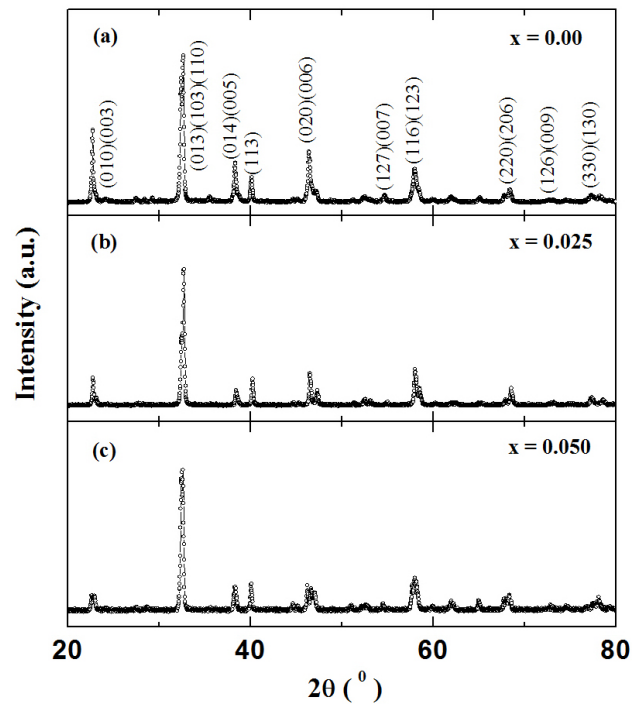 (a)
x = 0.00
(010)(003)
(013)(103)(110)
(014)(005)
(113)
(020)(006)
(127)(007)
(116)(123)
(220)(206)
(126)(009)
(330)(130)
(b)
x = 0.025
(c)
x = 0.050
Intensity (a.u.)
20
40
60
80
2θ ( ⁰ )